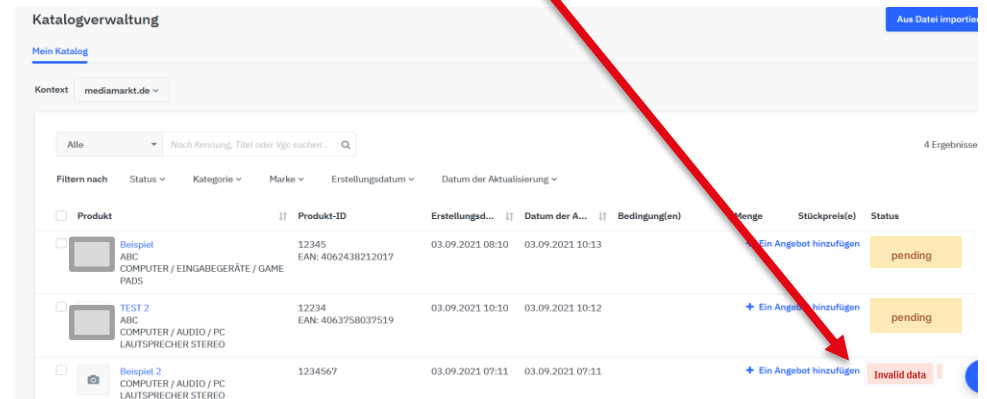 Katalogverwaltung
Aus Datei importie
Mein Katalog
Kontext mediamarkt.de
Alle Nach Kennung, Titel oder Vgc suchen .. 4 Ergebnisse
Filtern nach Status Kategorie Marke Erstellungsdatum Datum der Aktualisierung
Produkt Produkt-ID Erstellungsd... Datum der A... Bedingung(en) Menge Stückpreis(e) Status
Beispiel 12345 03.09.2021 08:10 03.09.2021 10:13 + Ein Angebot hinzufügen pending
ABC EAN: 4062438212017
COMPUTER / EINGABEGERÄTE / GAME
PADS
TEST 2 12234 03.09.2021 10:10 03.09.2021 10:12 + Ein Angebot hinzufügen pending
ABC EAN: 4063758037519
COMPUTER / AUDIO / PC
LAUTSPRECHER STEREO
Beispiel 2 1234567 03.09.2021 07:11 03.09.2021 07:11 + Ein Angebot hinzufügen Invalid data
COMPUTER / AUDIO / PC
LAUTSPRECHER STEREO